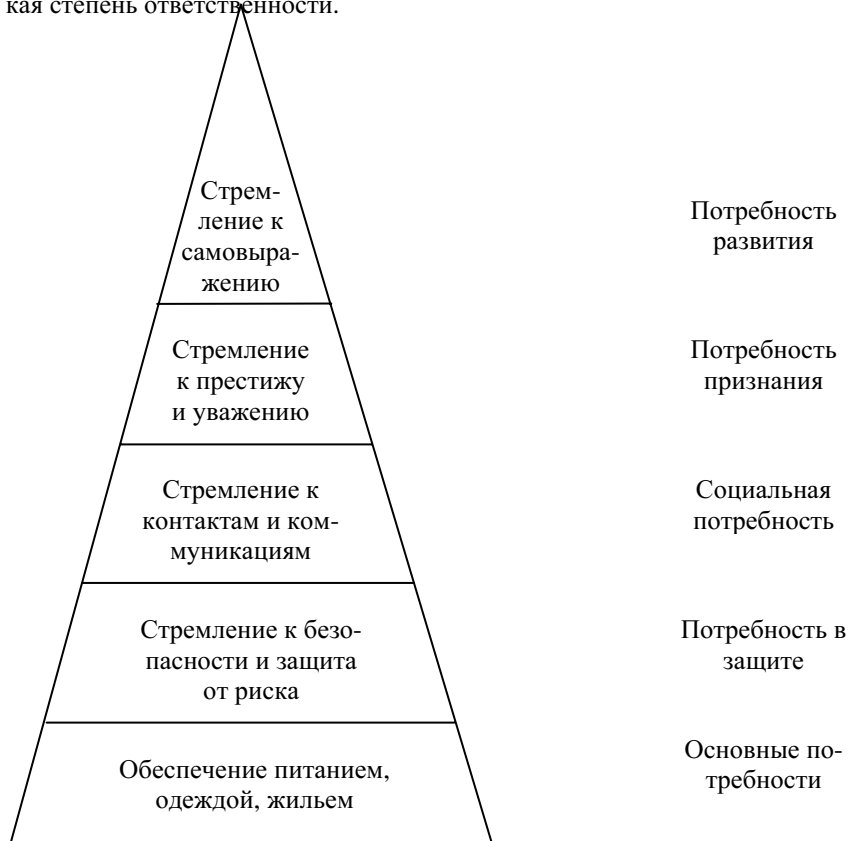 кая степень ответственности.
Стрем-
ление к
самовыра-
жению
Потребность
развития
Стремление
к престижу
и уважению
Потребность
признания
Стремление к
контактам и ком-
муникациям
Социальная
потребность
Стремление к безо-
пасности и защита
от риска
Потребность в
защите
Обеспечение питанием,
одеждой, жильем
Основные по-
требности